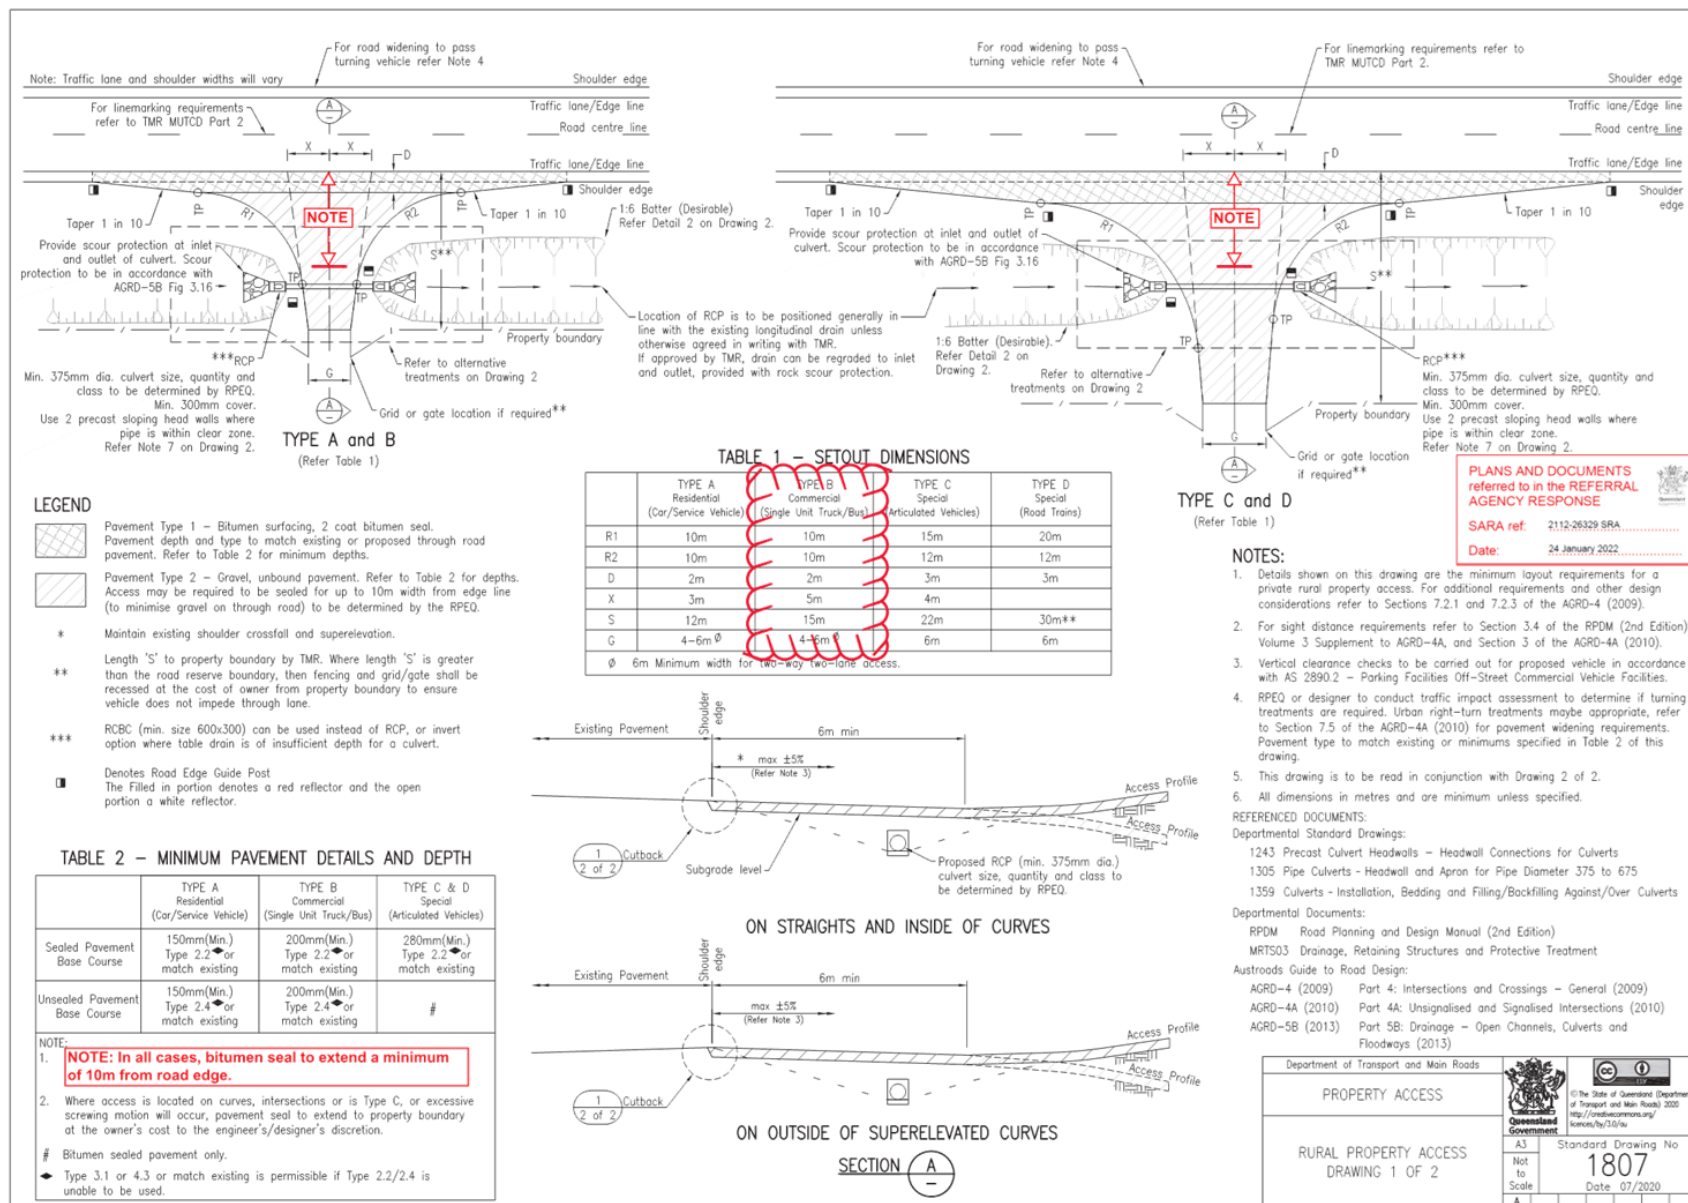 For road widening to pass
turning vehicle refer Note 4
Note: Traffic lane and shoulder widths will vary
Shoulder edge
For linemarking requirements
refer to TMR MUTCD Part 2
A
–
Traffic lane/Edge line
Road centre line
X
X
D
Traffic lane/Edge line
Shoulder edge
Taper 1 in 10
TP
R1
NOTE
R2
TP
Taper 1 in 10
1:6 Batter (Desirable)
Refer Detail 2 on Drawing 2.
Provide scour protection at inlet
and outlet of culvert. Scour
protection to be in accordance with
AGRD-5B Fig 3.16
S**
TP
TP
Location of RCP is to be positioned generally in
line with the existing longitudinal drain unless
otherwise agreed in writing with TMR.
If approved by TMR, drain can be regraded to inlet
and outlet, provided with rock scour protection.
Property boundary
***RCP
Min. 375mm dia. culvert size, quantity and
class to be determined by RPEQ.
Min. 300mm cover.
Use 2 precast sloping head walls where
pipe is within clear zone.
Refer Note 7 on Drawing 2.
G
Refer to alternative
treatments on Drawing 2
A
–
Grid or gate location if required**
TYPE A and B
(Refer Table 1)
For road widening to pass
turning vehicle refer Note 4
For linemarking requirements refer to
TMR MUTCD Part 2.
Shoulder edge
A
–
Traffic lane/Edge line
Road centre line
X
X
D
Traffic lane/Edge line
Shoulder
edge
Taper 1 in 10
TP
R1
NOTE
R2
TP
Taper 1 in 10
Provide scour protection at inlet and outlet of
culvert. Scour protection to be in accordance
with AGRD-5B Fig 3.16
S**
TP
TP
1:6 Batter (Desirable).
Refer Detail 2 on
Drawing 2.
Refer to alternative
treatments on Drawing 2
RCP***
Min. 375mm dia. culvert size, quantity and
class to be determined by RPEQ.
Min. 300mm cover.
Use 2 precast sloping head walls where
pipe is within clear zone.
Refer Note 7 on Drawing 2.
Property boundary
G
Grid or gate location
if required**
A
–
TYPE C and D
(Refer Table 1)
PLANS AND DOCUMENTS
referred to in the REFERRAL
AGENCY RESPONSE
SARA ref: 2112-26329 SRA
Date: 24 January 2022
TABLE 1 – SETOUT DIMENSIONS
TYPE A TYPE B TYPE C TYPE D
Residential Commercial Special Special
(Car/Service Vehicle) (Single Unit Truck/Bus) (Articulated Vehicles) (Road Trains)
R1 10m 10m 15m 20m
R2 10m 10m 12m 12m
D 2m 2m 3m 3m
X 3m 5m 4m
S 12m 15m 22m 30m**
G 4-6m Ø 4-6m Ø 6m 6m
Ø 6m Minimum width for two-way two-lane access.
LEGEND
Pavement Type 1 – Bitumen surfacing, 2 coat bitumen seal.
Pavement depth and type to match existing or proposed through road
pavement. Refer to Table 2 for minimum depths.
Pavement Type 2 – Gravel, unbound pavement. Refer to Table 2 for depths.
Access may be required to be sealed for up to 10m width from edge line
(to minimise gravel on through road) to be determined by the RPEQ.
* Maintain existing shoulder crossfall and superelevation.
** Length 'S' to property boundary by TMR. Where length 'S' is greater
than the road reserve boundary, then fencing and grid/gate shall be
recessed at the cost of owner from property boundary to ensure
vehicle does not impede through lane.
*** RCBC (min. size 600x300) can be used instead of RCP, or invert
option where table drain is of insufficient depth for a culvert.
Denotes Road Edge Guide Post
The Filled in portion denotes a red reflector and the open
portion a white reflector.
TABLE 2 – MINIMUM PAVEMENT DETAILS AND DEPTH
TYPE A TYPE B TYPE C & D
Residential Commercial Special
(Car/Service Vehicle) (Single Unit Truck/Bus) (Articulated Vehicles)
Sealed Pavement
Base Course
150mm(Min.) 200mm(Min.) 280mm(Min.)
Type 2.2◆or Type 2.2◆or Type 2.2◆or
match existing match existing match existing
Unsealed Pavement
Base Course
150mm(Min.) 200mm(Min.)
Type 2.4◆or Type 2.4◆or #
match existing match existing
NOTE:
1. NOTE: In all cases, bitumen seal to extend a minimum
of 10m from road edge.
2. Where access is located on curves, intersections or is Type C, or excessive
screwing motion will occur, pavement seal to extend to property boundary
at the owner's cost to the engineer's/designer's discretion.
# Bitumen sealed pavement only.
◆ Type 3.1 or 4.3 or match existing is permissible if Type 2.2/2.4 is
unable to be used.
Existing Pavement
Shoulder
edge
6m min
* max ±5%
(Refer Note 3)
Access Profile
Access Profile
1
2 of 2
Cutback
Subgrade level
Proposed RCP (min. 375mm dia.)
culvert size, quantity and class to
be determined by RPEQ.
ON STRAIGHTS AND INSIDE OF CURVES
Existing Pavement
Shoulder
edge
6m min
max ±5%
(Refer Note 3)
Access Profile
Access Profile
1
2 of 2
Cutback
ON OUTSIDE OF SUPERELEVATED CURVES
SECTION A
–
NOTES:
1. Details shown on this drawing are the minimum layout requirements for a
private rural property access. For additional requirements and other design
considerations refer to Sections 7.2.1 and 7.2.3 of the AGRD-4 (2009).
2. For sight distance requirements refer to Section 3.4 of the RPDM (2nd Edition)
Volume 3 Supplement to AGRD-4A, and Section 3 of the AGRD-4A (2010).
3. Vertical clearance checks to be carried out for proposed vehicle in accordance
with AS 2890.2 – Parking Facilities Off-Street Commercial Vehicle Facilities.
4. RPEQ or designer to conduct traffic impact assessment to determine if turning
treatments are required. Urban right-turn treatments maybe appropriate, refer
to Section 7.5 of the AGRD-4A (2010) for pavement widening requirements.
Pavement type to match existing or minimums specified in Table 2 of this
drawing.
5. This drawing is to be read in conjunction with Drawing 2 of 2.
6. All dimensions in metres and are minimum unless specified.
REFERENCED DOCUMENTS:
Departmental Standard Drawings:
1243 Precast Culvert Headwalls – Headwall Connections for Culverts
1305 Pipe Culverts - Headwall and Apron for Pipe Diameter 375 to 675
1359 Culverts - Installation, Bedding and Filling/Backfilling Against/Over Culverts
Departmental Documents:
RPDM Road Planning and Design Manual (2nd Edition)
MRTS03 Drainage, Retaining Structures and Protective Treatment
Austroads Guide to Road Design:
AGRD-4 (2009) Part 4: Intersections and Crossings – General (2009)
AGRD-4A (2010) Part 4A: Unsignalised and Signalised Intersections (2010)
AGRD-5B (2013) Part 5B: Drainage – Open Channels, Culverts and
Floodways (2013)
Department of Transport and Main Roads
PROPERTY ACCESS
RURAL PROPERTY ACCESS
DRAWING 1 OF 2
Queensland
Government
cc
© The State of Queensland (Department
of Transport and Main Roads) 2020
http://creativecommons.org/
licences/by/3.0/au
A3
Not
to
Scale
Standard Drawing No
1807
Date 07/2020
A